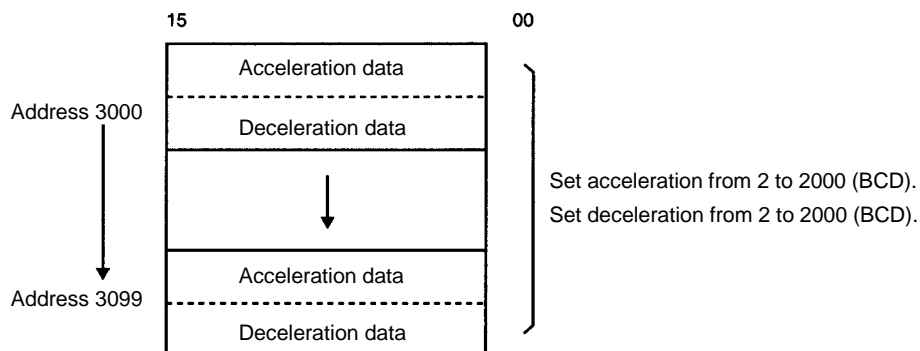 15 00
Acceleration data
Address 3000
Deceleration data
Set acceleration from 2 to 2000 (BCD).
Set deceleration from 2 to 2000 (BCD).
Acceleration data
Address 3099
Deceleration data